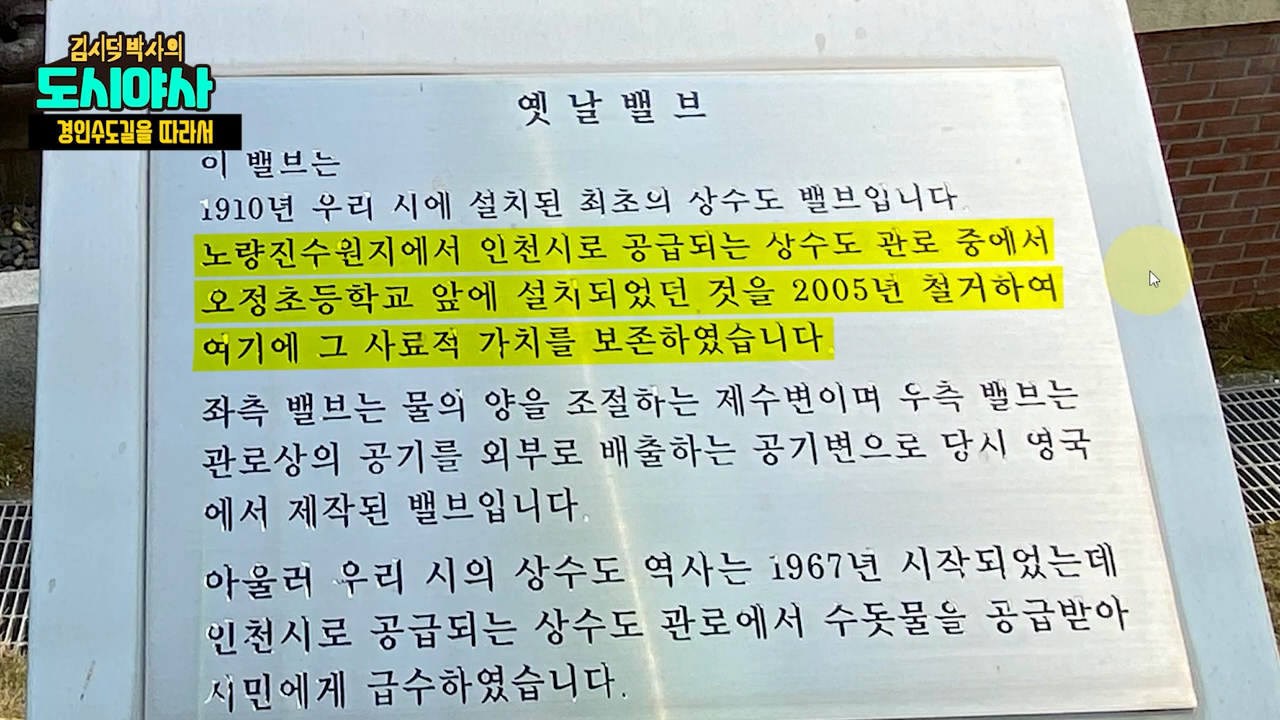 김시덕박사의
도시야사
경인수도길을 따라서
옛날밸브
이 밸브는
1910년 우리 시에 설치된 최초의 상수도 밸브입니다.
노량진수원지에서 인천시로 공급되는 상수도 관로 중에서
오정초등학교 앞에 설치되었던 것을 2005년 철거하여
여기에 그 사료적 가치를 보존하였습니다.
좌측 밸브는 물의 양을 조절하는 제수변이며 우측 밸브는
관로상의 공기를 외부로 배출하는 공기변으로 당시 영국
에서 제작된 밸브입니다.
아울러 우리 시의 상수도 역사는 1967년 시작되었는데
인천시로 공급되는 상수도 관로에서 수돗물을 공급받아
시민에게 급수하였습니다.